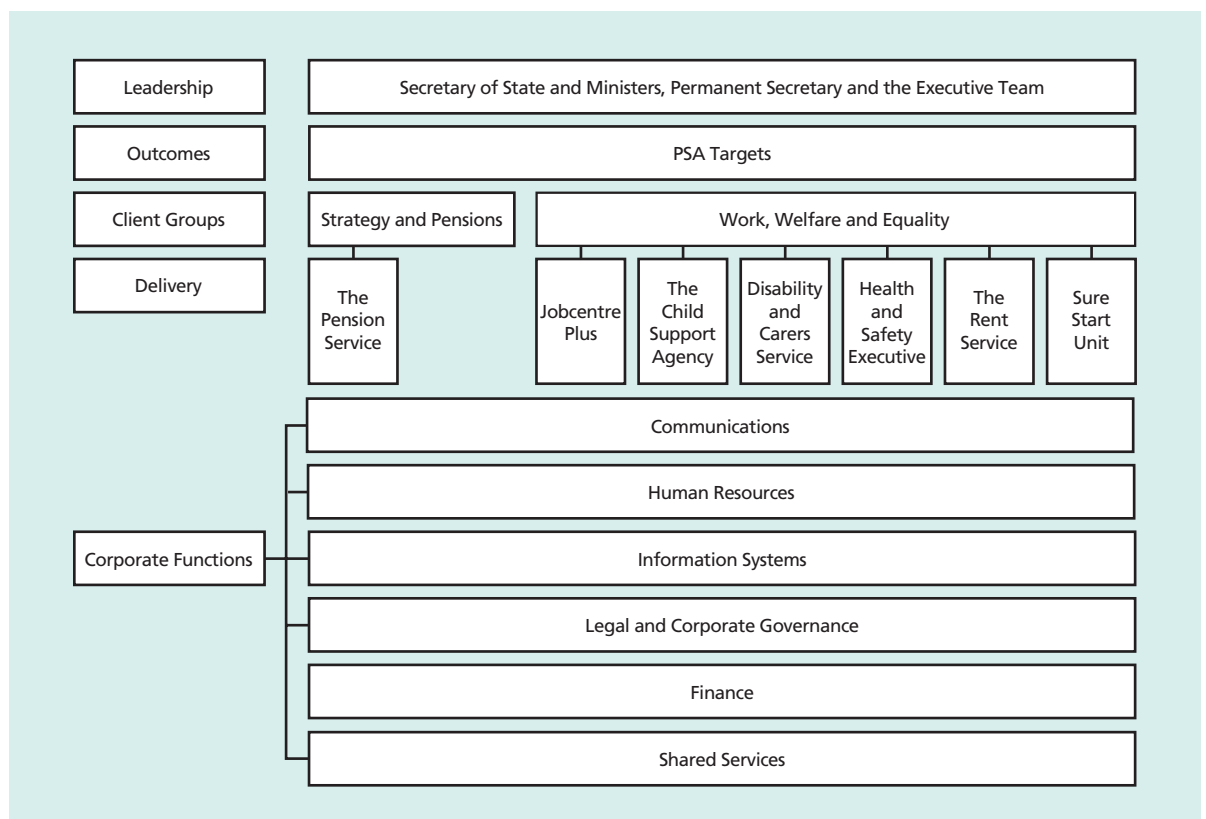 Leadership
Secretary of State and Ministers, Permanent Secretary and the Executive Team
Outcomes
PSA Targets
Client Groups
Strategy and Pensions
Work, Welfare and Equality
Delivery
The
Pension
Service
Jobcentre
Plus
The
Child
Support
Agency
Disability
and
Carers
Service
Health
and
Safety
Executive
The
Rent
Service
Sure
Start
Unit
Corporate Functions
Communications
Human Resources
Information Systems
Legal and Corporate Governance
Finance
Shared Services